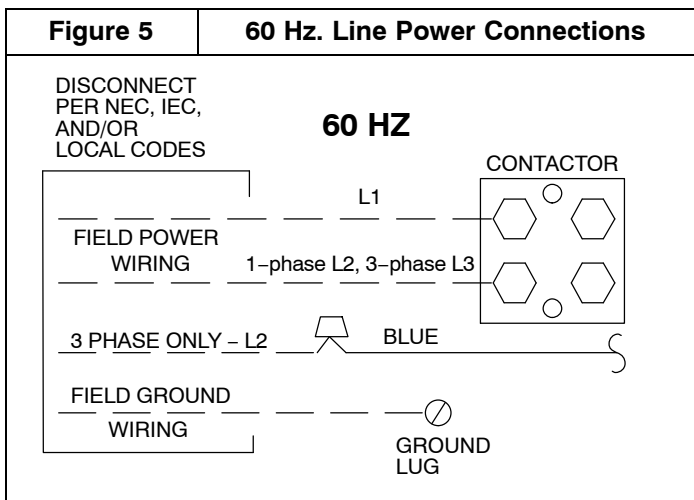 Figure 5
60 Hz. Line Power Connections
DISCONNECT
PER NEC, IEC,
AND/OR
LOCAL CODES
60 HZ
CONTACTOR
L1
FIELD POWER
WIRING
1−phase L2, 3−phase L3
3 PHASE ONLY − L2
BLUE
FIELD GROUND
WIRING
GROUND
LUG